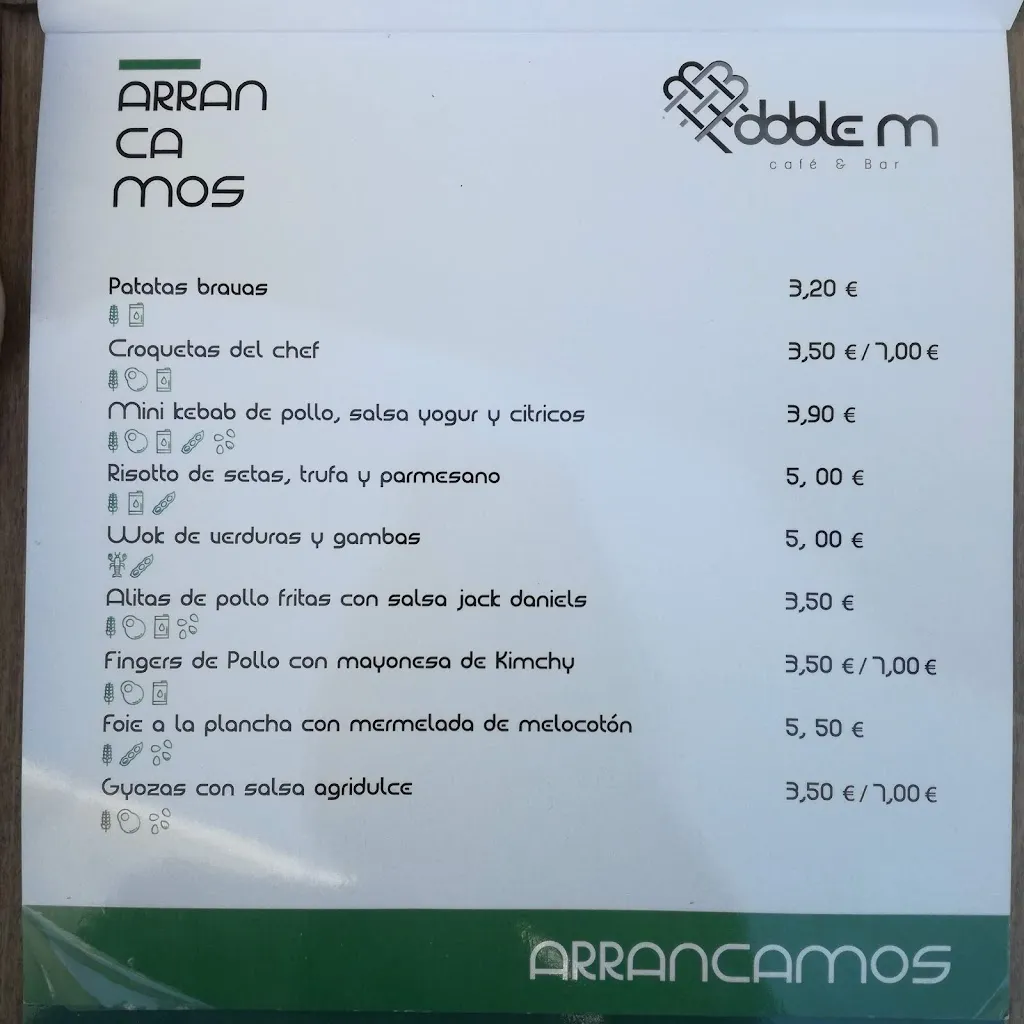 ARRAN
CA
MOS
dobble m
café & Bar
Patatas bravas 3,20 €
Croquetas del chef 3,50 € / 7,00 €
Mini kebab de pollo, salsa yogur y citricos 3,90 €
Risotto de setas, trufa y parmesano 5, 00 €
Wok de verduras y gambas 5, 00 €
Alitas de pollo fritas con salsa jack daniels 3,50 €
Fingers de Pollo con mayonesa de Kimchy 3,50 € / 7,00 €
Foie a la plancha con mermelada de melocotón 5, 50 €
Gyozas con salsa agridulce 3,50 € / 7,00 €
ARRANCAMOS